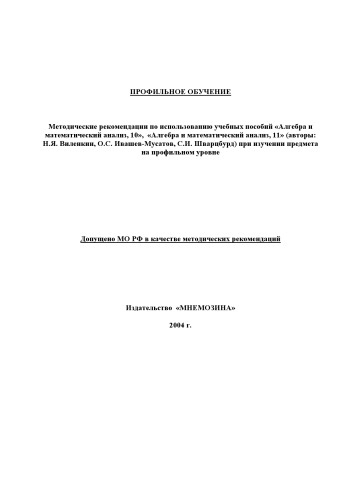 ПРОФИЛЬНОЕ ОБУЧЕНИЕ
Методические рекомендации по использованию учебных пособий «Алгебра и
математический анализ, 10», «Алгебра и математический анализ, 11» (авторы:
Н.Я. Виленкин, О.С. Ивашев-Мусатов, С.И. Шварцбурд) при изучении предмета
на профильном уровне
Допущено МО РФ в качестве методических рекомендаций
Издательство «МНЕМОЗИНА»
2004 г.